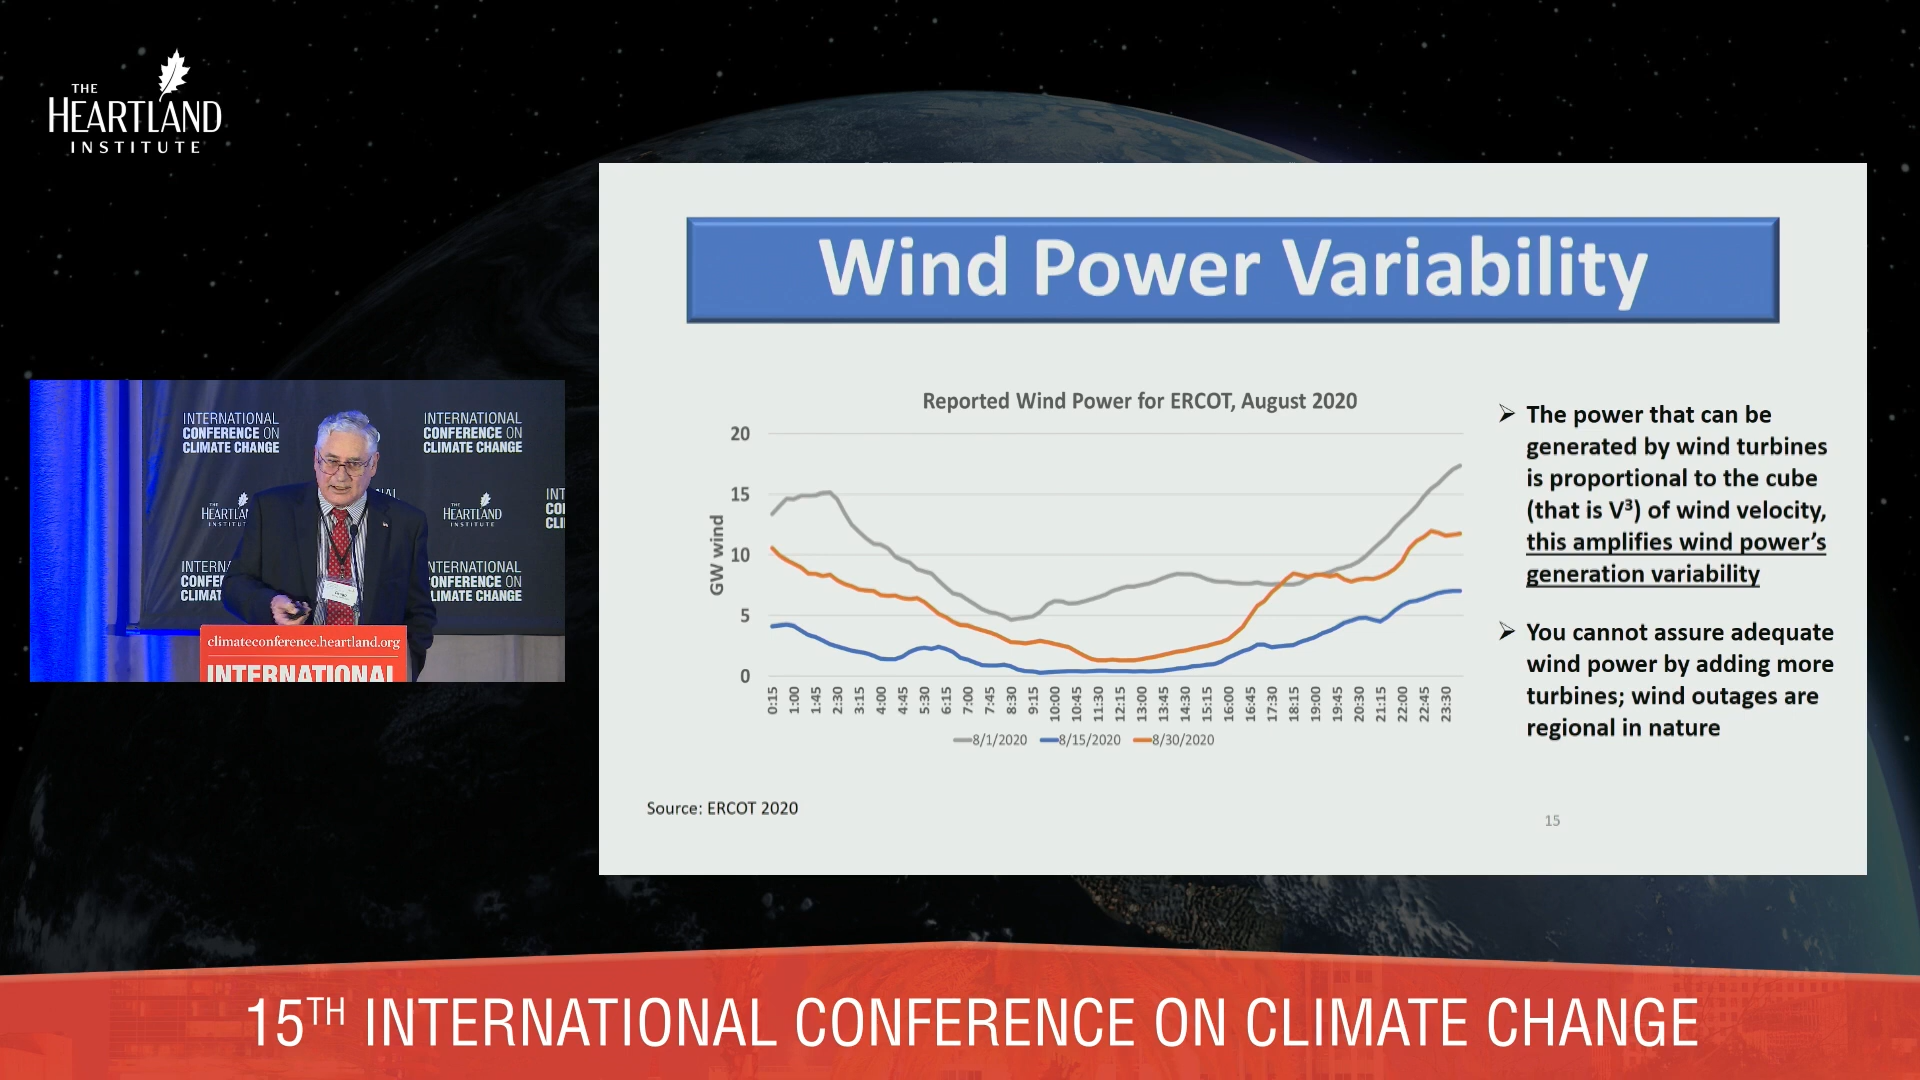 THE
HEARTLAND
INSTITUTE
Wind Power Variability
Reported Wind Power for ERCOT, August 2020
GW wind
20
15
10
5
0
0:15 1:00 1:45 2:30 3:15 4:00 4:45 5:30 6:15 7:00 7:45 8:30 9:15 10:00 10:45 11:30 12:15 13:00 13:45 14:30 15:15 16:00 16:45 17:30 18:15 19:00 19:45 20:30 21:15 22:00 22:45 23:30
8/1/2020 8/15/2020 8/30/2020
➢ The power that can be
generated by wind turbines
is proportional to the cube
(that is V³) of wind velocity,
this amplifies wind power's
generation variability
➢ You cannot assure adequate
wind power by adding more
turbines; wind outages are
regional in nature
Source: ERCOT 2020
15
INTERNATIONAL
CONFERENCE ON
CLIMATE CHANGE
INTERNATIONAL
CONFERENCE ON
CLIMATE CHANGE
THE
HEARTLA
INSTIT
THE
HEARTLAND
INSTITUTE
INT
CO
CLI
INTERN
CONFE
CLIMAT
NTERNATIONAL
ONFERENCE ON
LIMATE CHANGE
climateconference.heartland.org
INTERNATIONAL
15TH INTERNATIONAL CONFERENCE ON CLIMATE CHANGE